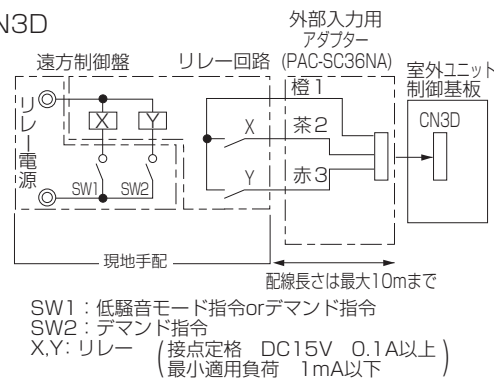 N3D
外部入力用
アダプター
(PAC-SC36NA)
遠方制御盤
リレー回路
室外ユニット
制御基板
リレー電源
X
Y
SW1
SW2
X
Y
橙1
茶2
赤3
CN3D
現地手配
配線長さは最大10mまで
SW1：低騒音モード指令orデマンド指令
SW2：デマンド指令
X,Y：リレー (接点定格 DC15V 0.1A以上
最小適用負荷 1mA以下)